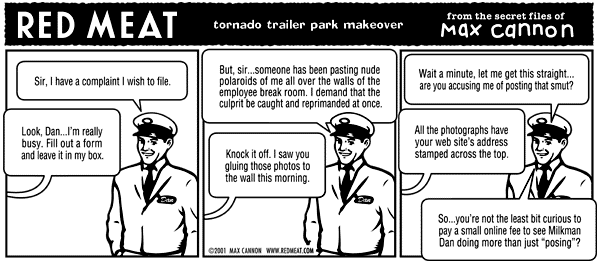 RED MEAT
tornado trailer park makeover
from the secret files of
Max cannon
Sir, I have a complaint I wish to file.
Look, Dan...I'm really
busy. Fill out a form
and leave it in my box.
Dan
But, sir...someone has been pasting nude
polaroids of me all over the walls of the
employee break room. I demand that the
culprit be caught and reprimanded at once.
Knock it off. I saw you
gluing those photos to
the wall this morning.
Dan
©2001 MAX CANNON WWW.REDMEAT.COM
Wait a minute, let me get this straight...
are you accusing me of posting that smut?
All the photographs have
your web site's address
stamped across the top.
So...you're not the least bit curious to
pay a small online fee to see Milkman
Dan doing more than just “posing”?